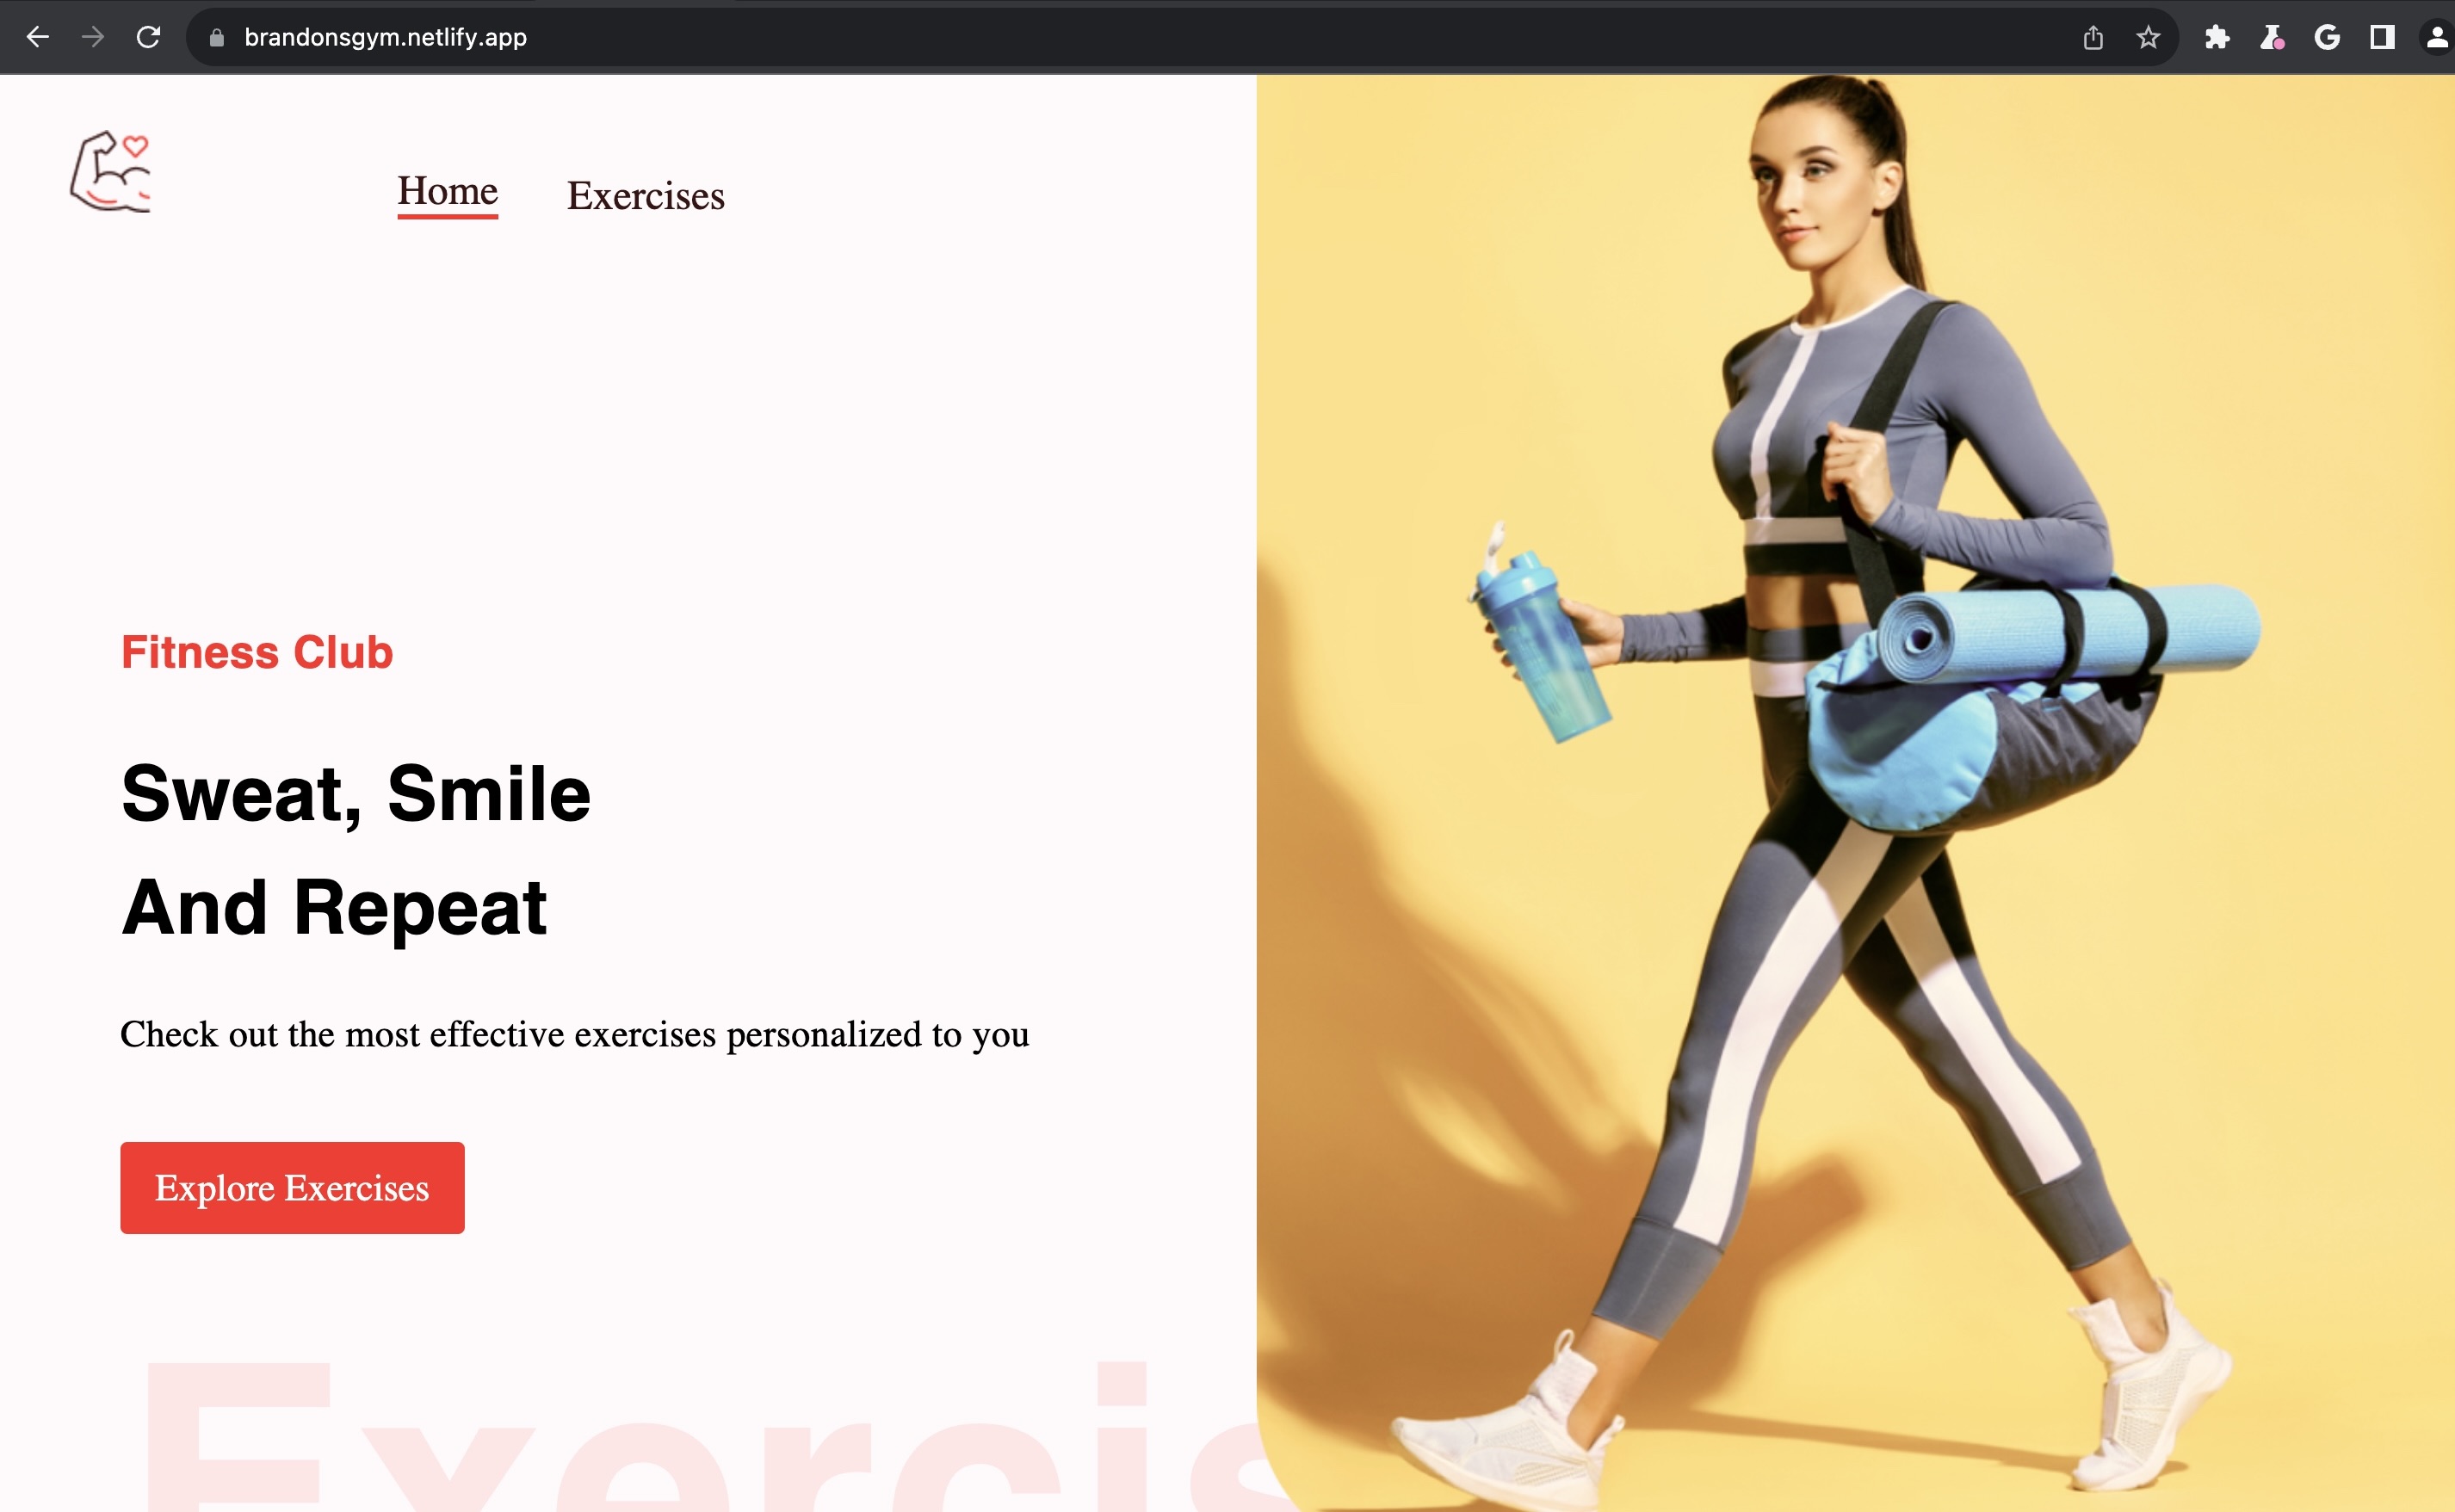 brandonsgym.netlify.app
Home Exercises
Fitness Club
Sweat, Smile
And Repeat
Check out the most effective exercises personalized to you
Explore Exercises
Exercis